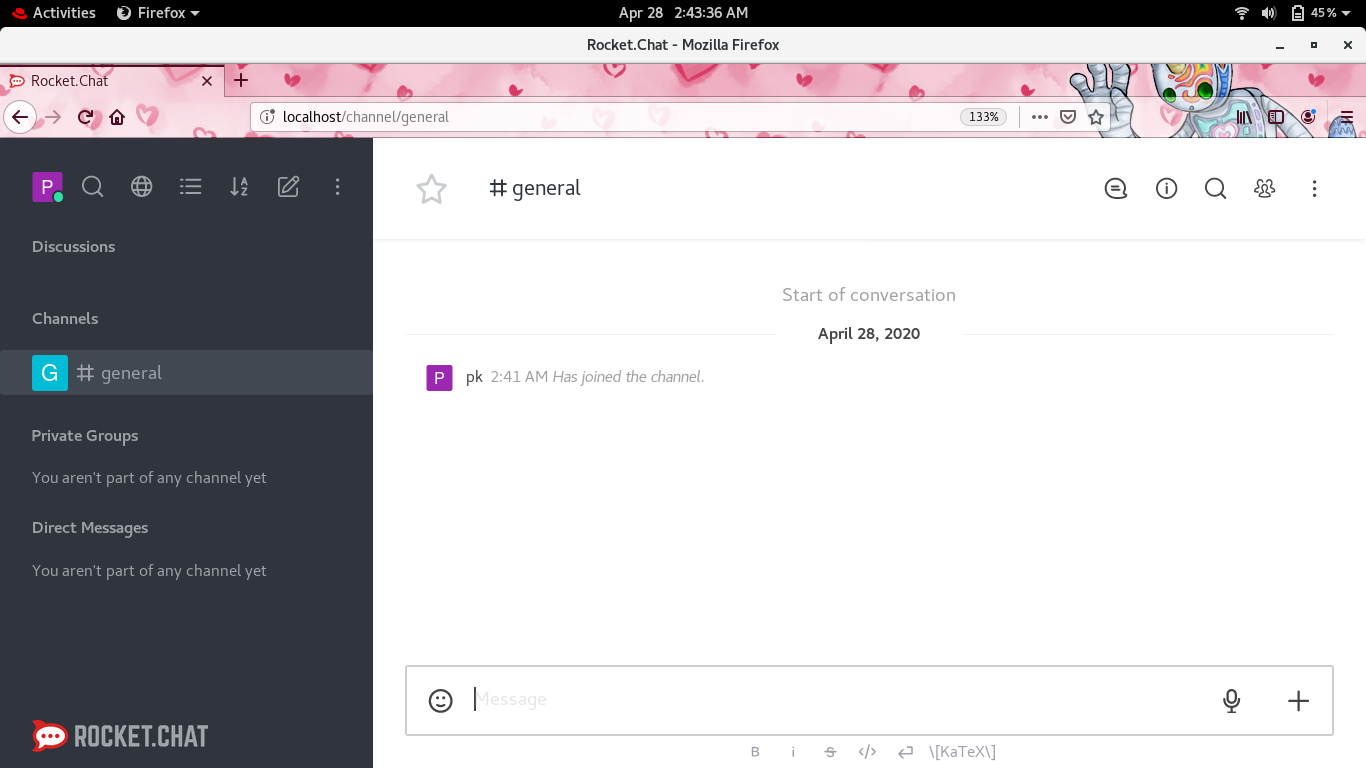 Activities Firefox Apr 28 2:43:36 AM 45%
Rocket.Chat - Mozilla Firefox
Rocket.Chat
localhost/channel/general 133%
P
# general
Discussions
Channels
G # general
Private Groups
You aren't part of any channel yet
Direct Messages
You aren't part of any channel yet
ROCKET.CHAT
Start of conversation
April 28, 2020
P pk 2:41 AM Has joined the channel.
Message
B i S </> \[KaTeX\]